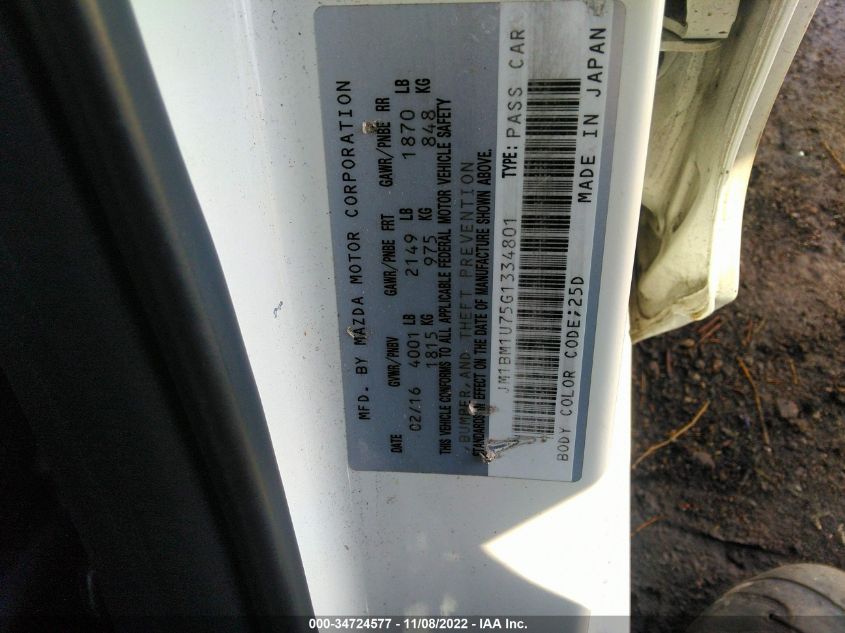 MFD. BY MAZDA MOTOR CORPORATION
DATE GVWR/PNBV GAWR/PNBE FRT GAWR/PNBE RR
02/16 4001 LB 2149 LB 1870 LB
1815 KG 975 KG 848 KG
THIS VEHICLE CONFORMS TO ALL APPLICABLE FEDERAL MOTOR VEHICLE SAFETY
,BUMPER,AND THEFT PREVENTION
STANDARDS IN EFFECT ON THE DATE OF MANUFACTURE SHOWN ABOVE.
JM1BM1U75G1334801 TYPE: PASS CAR
BODY COLOR CODE;25D MADE IN JAPAN
000-34724577 - 11/08/2022 - IAA Inc.